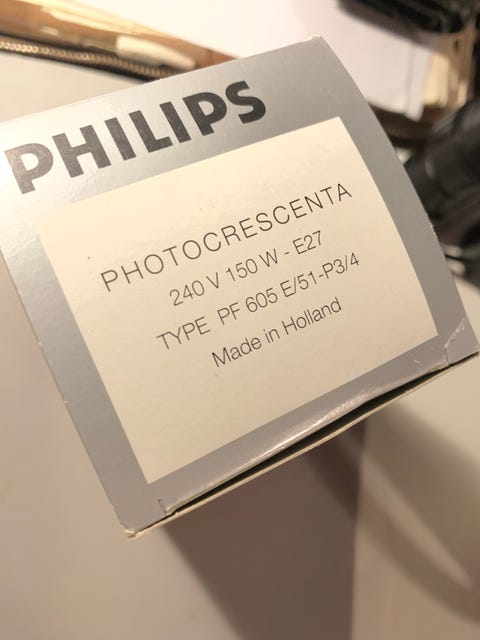 PHILIPS
PHOTOCRESCENTA
240 V 150 W - E27
TYPE PF 605 E/51-P3/4
Made in Holland